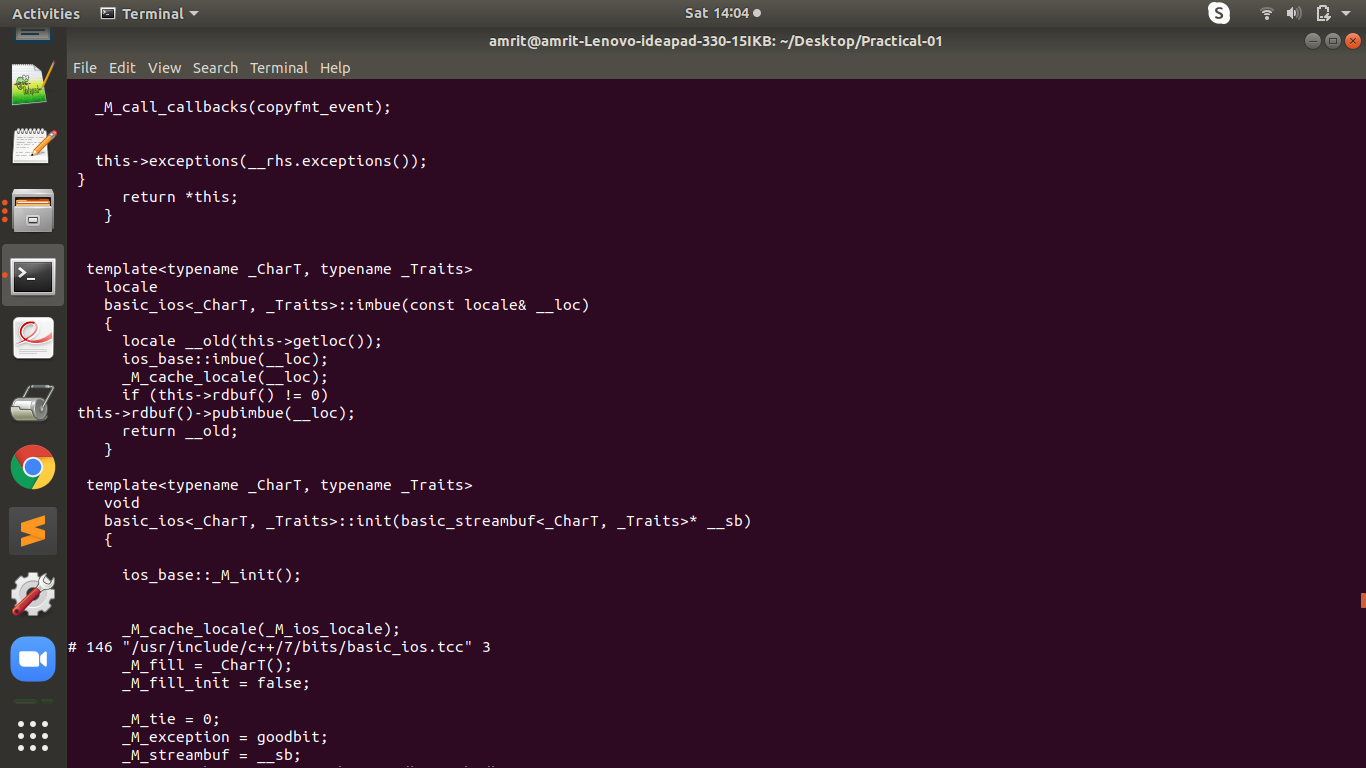 Activities Terminal Sat 14:04 S
amrit@amrit-Lenovo-ideapad-330-15IKB: ~/Desktop/Practical-01
File Edit View Search Terminal Help
_M_call_callbacks(copyfmt_event);
this->exceptions(__rhs.exceptions());
}
return *this;
}
template<typename _CharT, typename _Traits>
locale
basic_ios<_CharT, _Traits>::imbue(const locale& __loc)
{
locale __old(this->getloc());
ios_base::imbue(__loc);
_M_cache_locale(__loc);
if (this->rdbuf() != 0)
this->rdbuf()->pubimbue(__loc);
return __old;
}
template<typename _CharT, typename _Traits>
void
basic_ios<_CharT, _Traits>::init(basic_streambuf<_CharT, _Traits>* __sb)
{
ios_base::_M_init();
_M_cache_locale(_M_ios_locale);
# 146 "/usr/include/c++/7/bits/basic_ios.tcc" 3
_M_fill = _CharT();
_M_fill_init = false;
_M_tie = 0;
_M_exception = goodbit;
_M_streambuf = __sb;